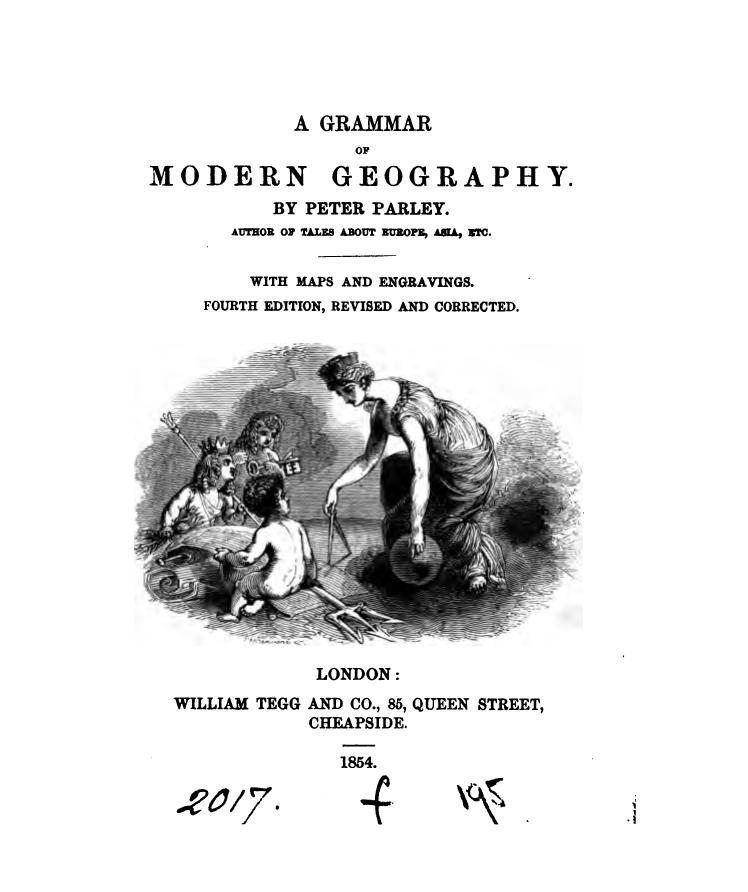 A GRAMMAR
OF
MODERN GEOGRAPHY.
BY PETER PARLEY.
AUTHOR OF TALES ABOUT EUROPE, ASIA, ETC.
WITH MAPS AND ENGRAVINGS.
FOURTH EDITION, REVISED AND CORRECTED.
LONDON:
WILLIAM TEGG AND CO., 85, QUEEN STREET,
CHEAPSIDE.
1854.
2017. f 195